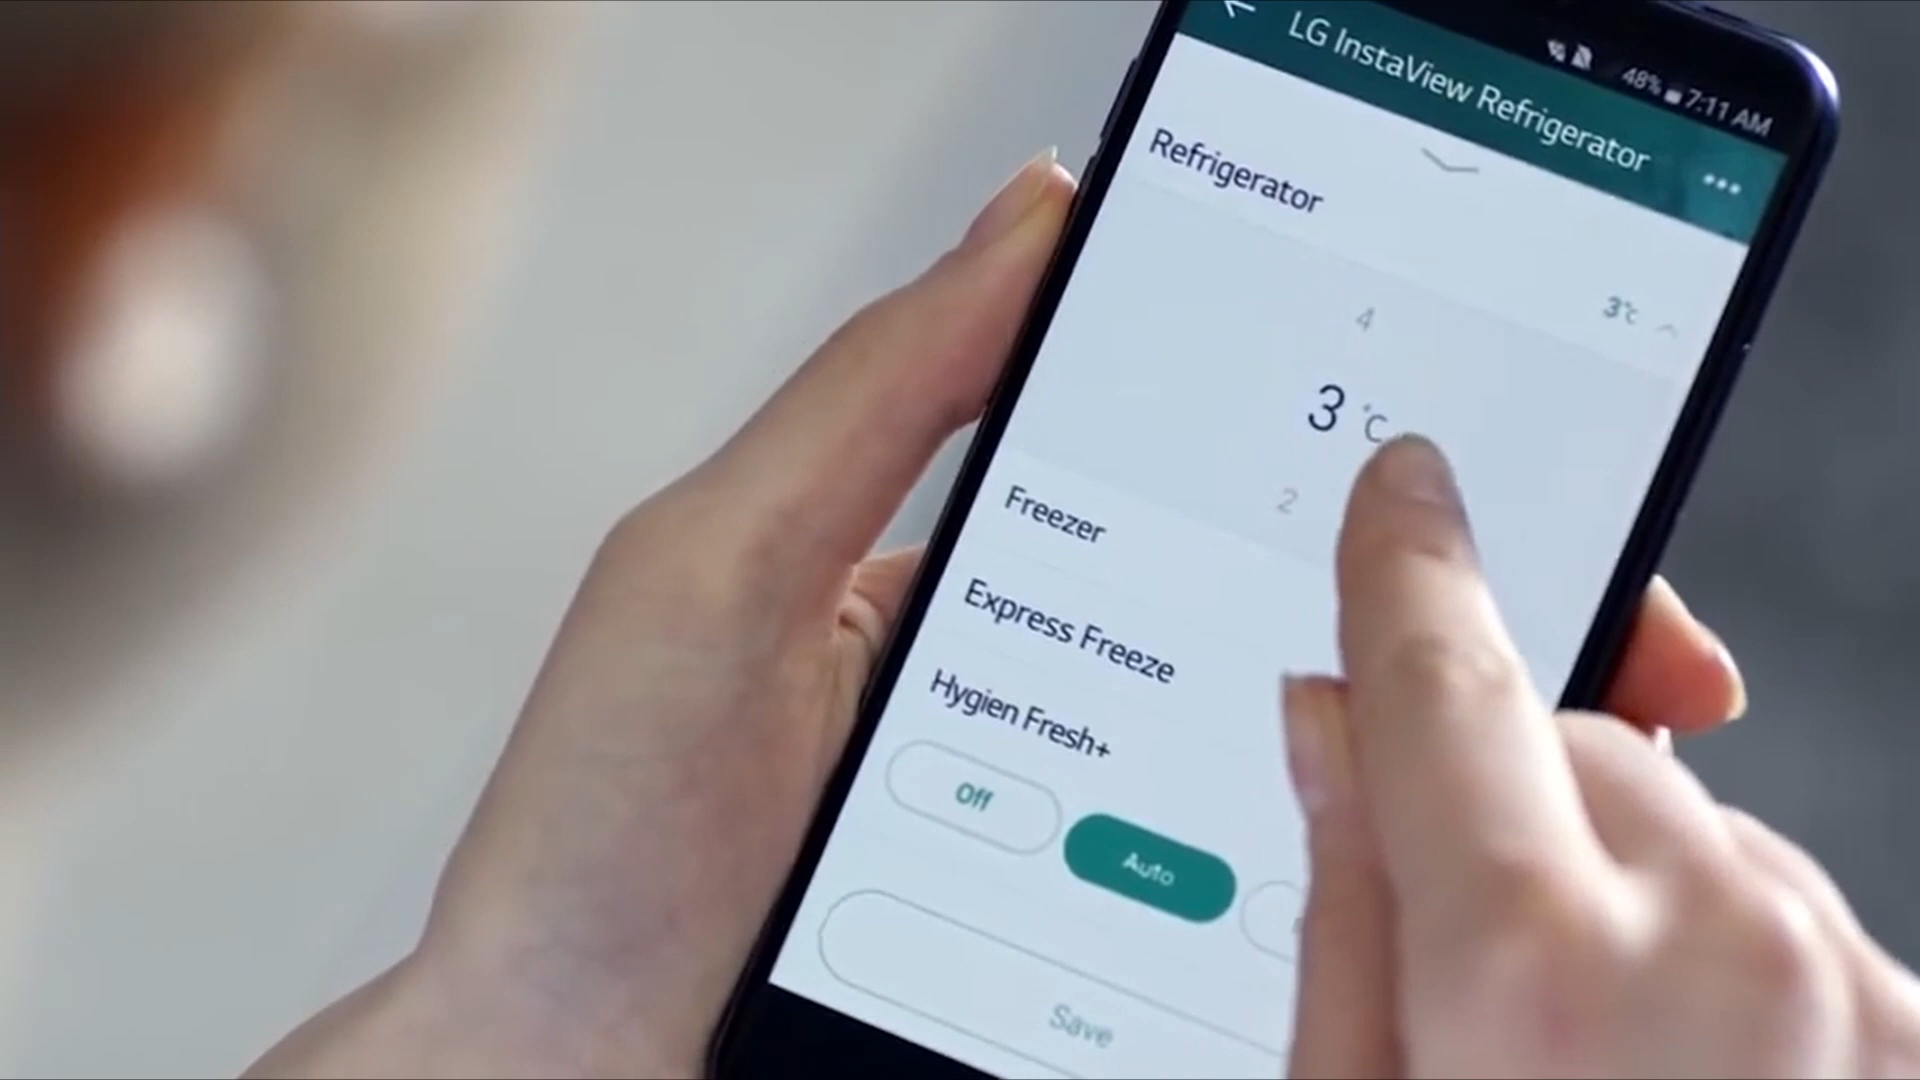 48% 7:11 AM
LG InstaView Refrigerator
Refrigerator
3°C
4
3 °C
2
Freezer
Express Freeze
Hygien Fresh+
Off
Auto
Save